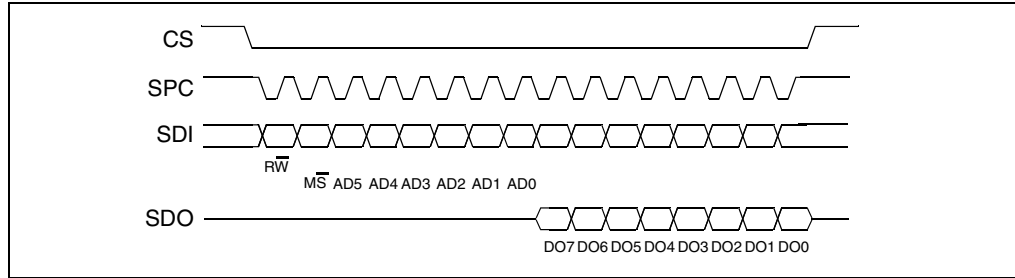 CS
SPC
SDI
RW̅
MS̅ AD5 AD4 AD3 AD2 AD1 AD0
SDO
DO7 DO6 DO5 DO4 DO3 DO2 DO1 DO0